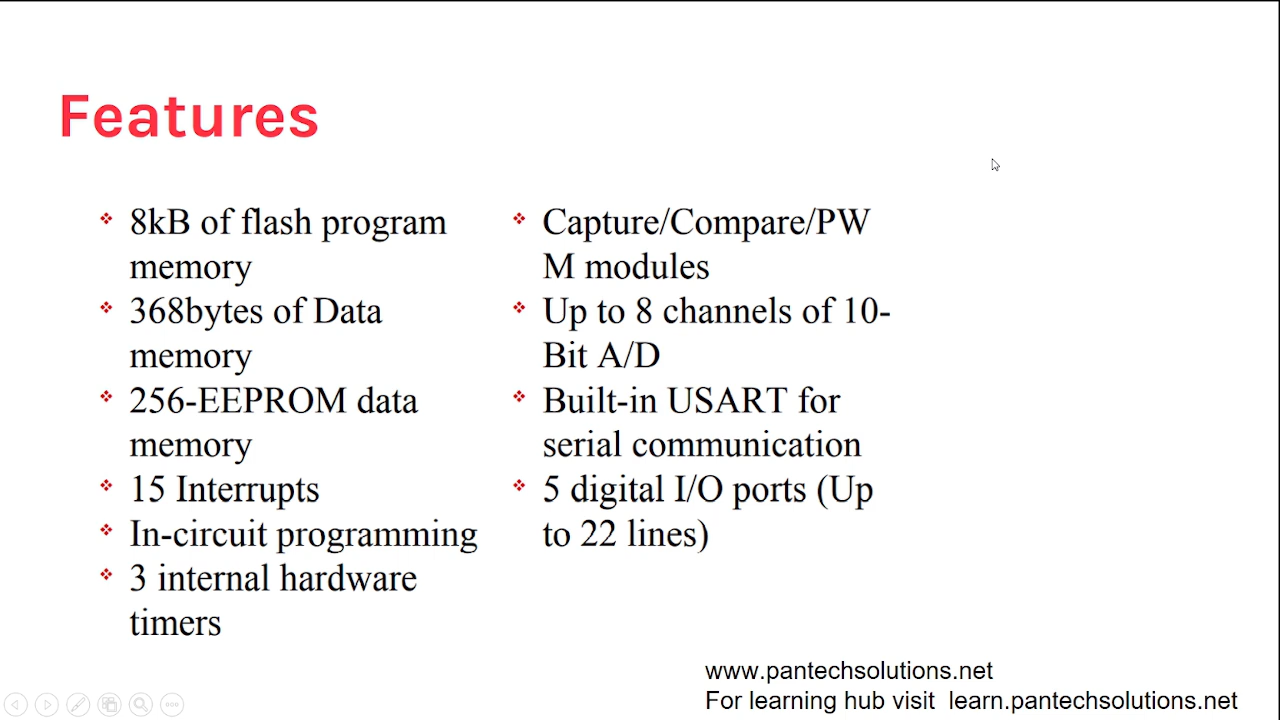 Features
8kB of flash program
memory
368bytes of Data
memory
256-EEPROM data
memory
15 Interrupts
In-circuit programming
3 internal hardware
timers
Capture/Compare/PW
M modules
Up to 8 channels of 10-
Bit A/D
Built-in USART for
serial communication
5 digital I/O ports (Up
to 22 lines)
www.pantechsolutions.net
For learning hub visit learn.pantechsolutions.net